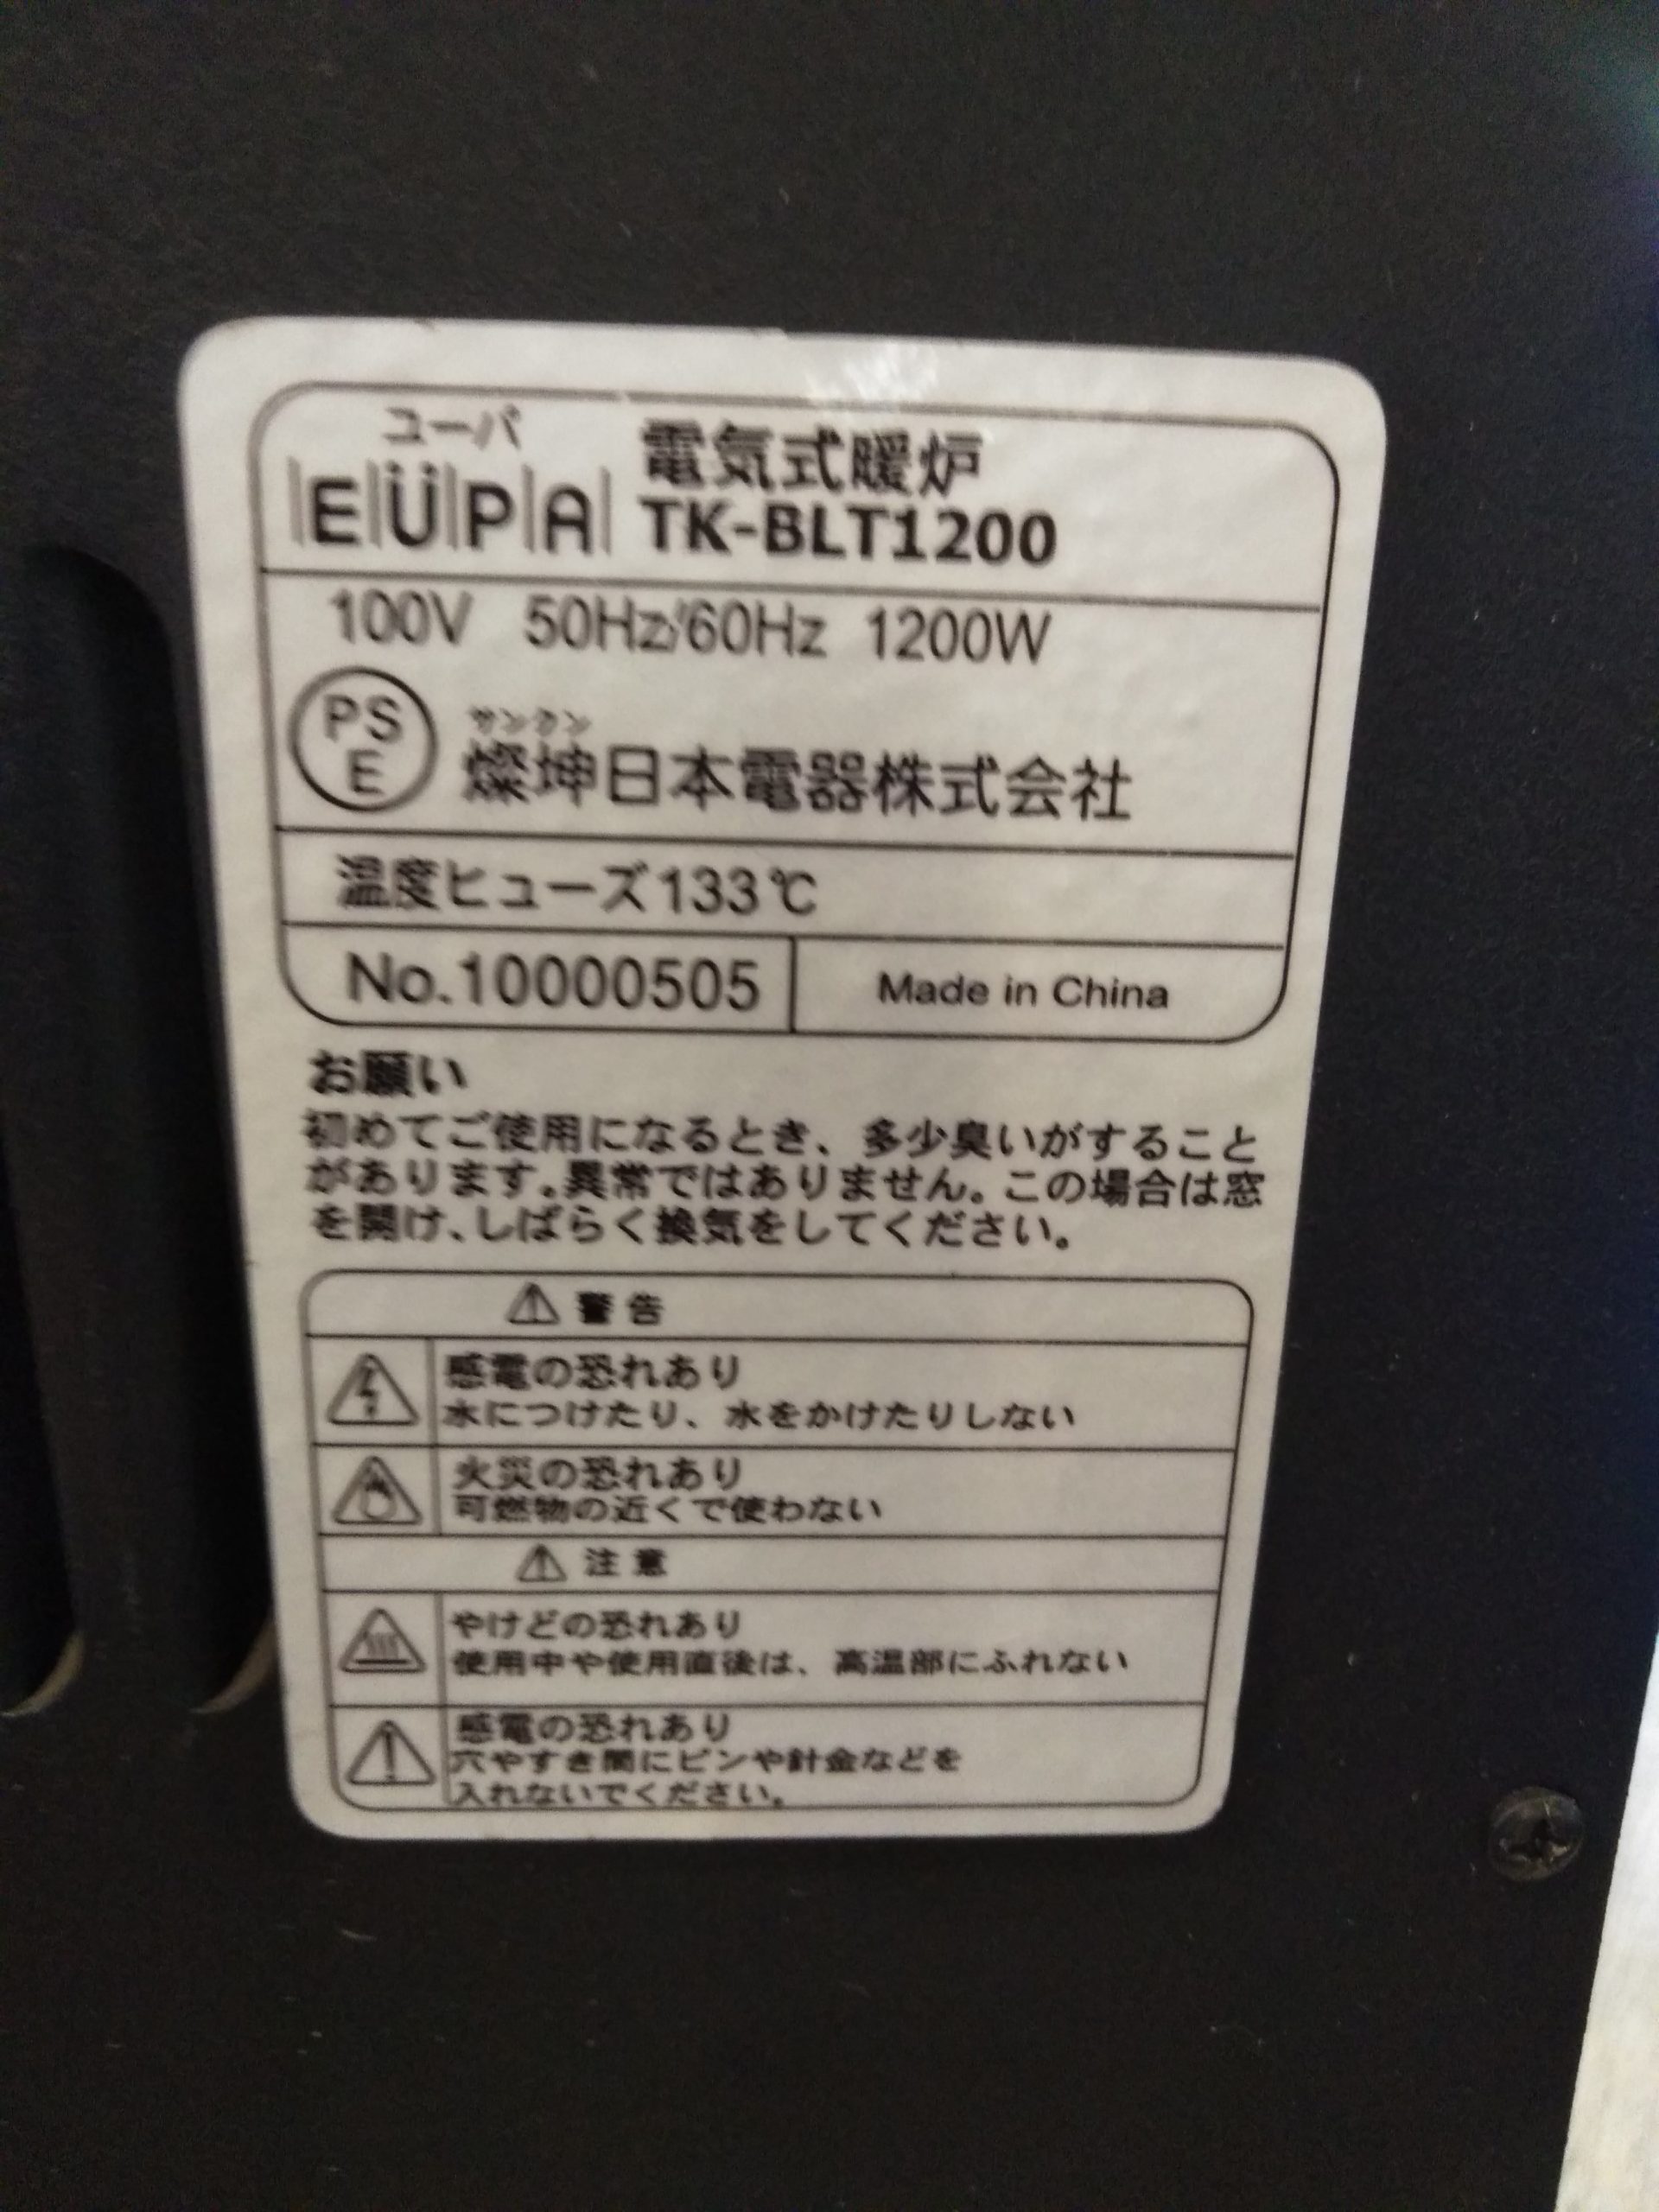 ユーパ
EÜPA
電気式暖炉
TK-BLT1200
100V 50Hz/60Hz 1200W
PS
E
サンクン
燦坤日本電器株式会社
温度ヒューズ133℃
No.10000505
Made in China
お願い
初めてご使用になるとき、多少臭いがすること
があります。異常ではありません。この場合は窓
を開け、しばらく換気をしてください。
警告
感電の恐れあり
水につけたり、水をかけたりしない
火災の恐れあり
可燃物の近くで使わない
注意
やけどの恐れあり
使用中や使用直後は、高温部にふれない
感電の恐れあり
穴やすき間にピンや針金などを
入れないでください。